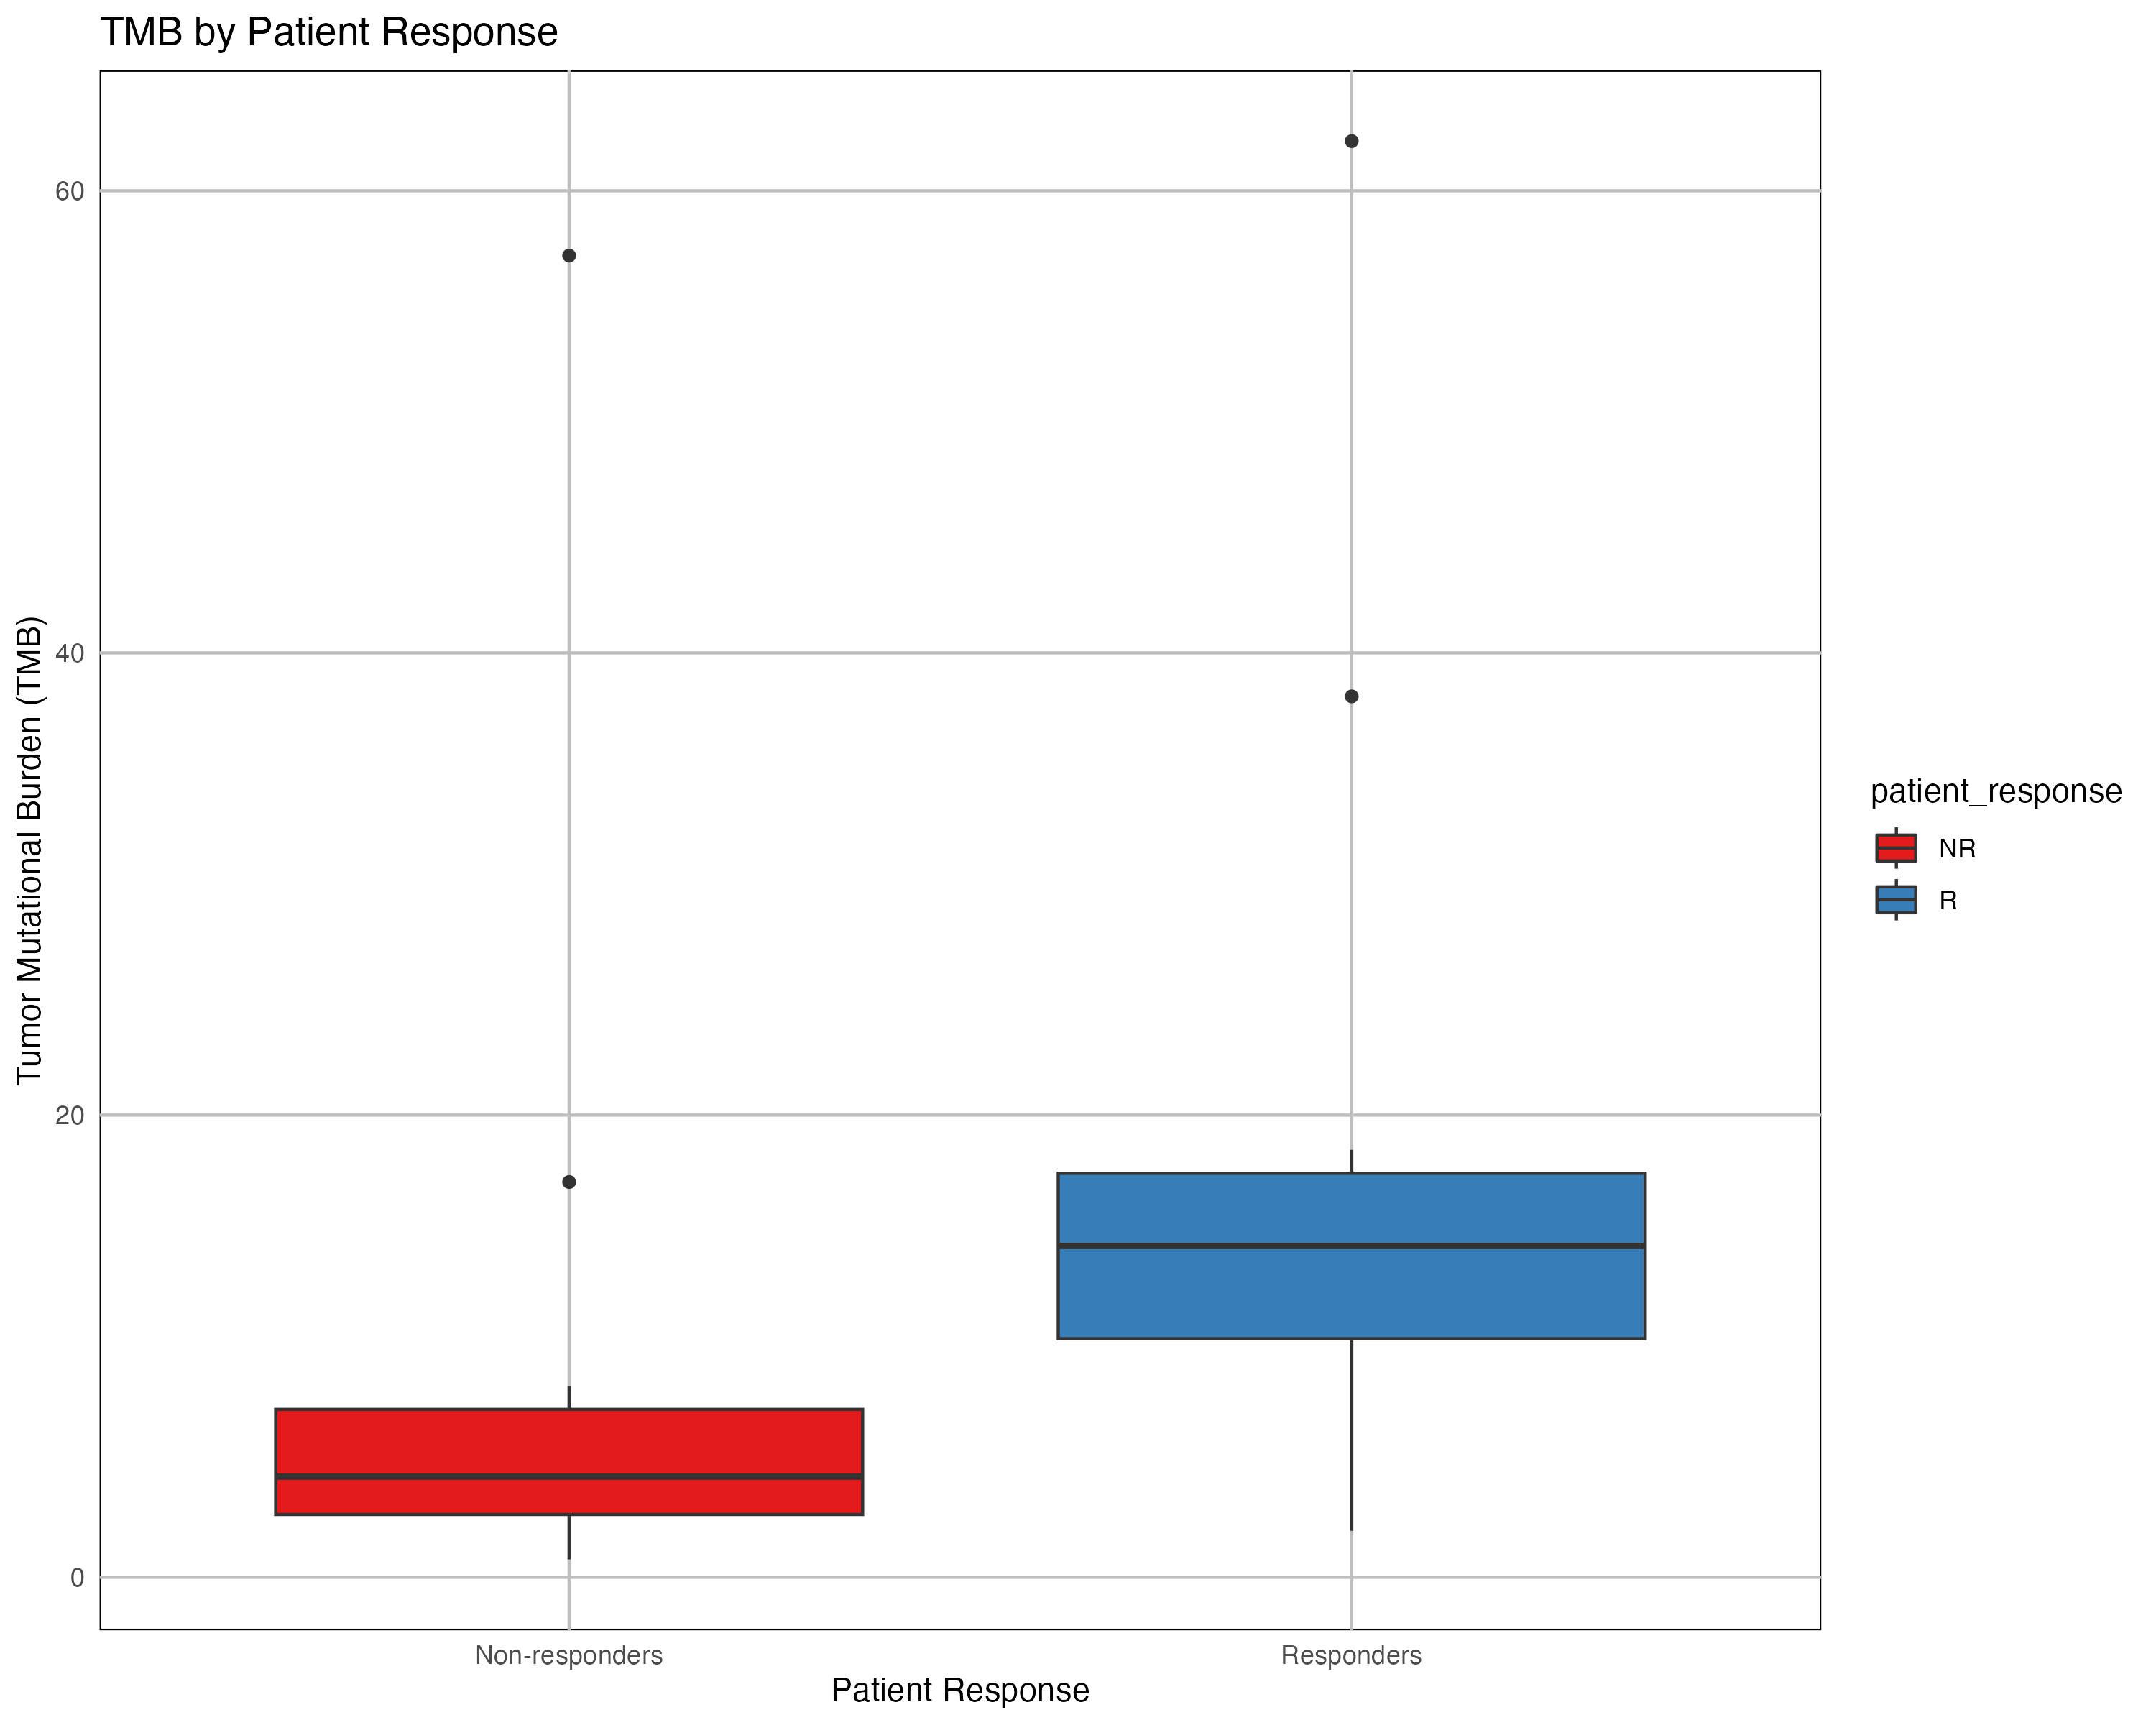 TMB by Patient Response
Tumor Mutational Burden (TMB)
60
40
20
0
Non-responders
Responders
Patient Response
patient_response
NR
R